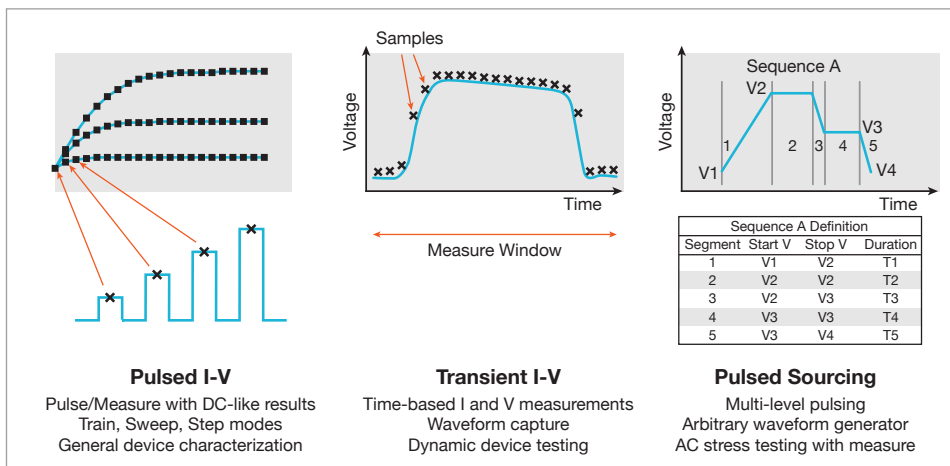 Samples
Voltage
Time
Measure Window
Sequence A
Voltage
V2
V1
1
2
3
4
5
V3
V4
Time
Sequence A Definition
Segment Start V Stop V Duration
1 V1 V2 T1
2 V2 V2 T2
3 V2 V3 T3
4 V3 V3 T4
5 V3 V4 T5
Pulsed I-V
Pulse/Measure with DC-like results
Train, Sweep, Step modes
General device characterization
Transient I-V
Time-based I and V measurements
Waveform capture
Dynamic device testing
Pulsed Sourcing
Multi-level pulsing
Arbitrary waveform generator
AC stress testing with measure